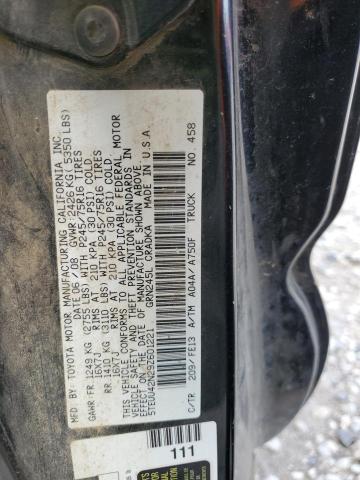 MFD. BY: TOYOTA MOTOR MANUFACTURING CALIFORNIA INC.
DATE: 06/08 GVWR: 2426 KG( 5350 LBS)
GAWR: FR 1249 KG (2755 LBS) WITH P245/75R16 TIRES
16X7J RIMS AT 210 KPA (30 PSI) COLD
RR 1410 KG (3110 LBS) WITH P245/75R16 TIRES
16X7J RIMS AT 210 KPA (30 PSI) COLD
THIS VEHICLE CONFORMS TO ALL APPLICABLE FEDERAL MOTOR
VEHICLE SAFETY AND THEFT PREVENTION STANDARDS IN
EFFECT ON THE DATE OF MANUFACTURE SHOWN ABOVE.
5TEUU42N29Z601221 GRN245L CRADKA MADE IN U.S.A
C/TR 2D9/FE13 A/TM A04A/A750F TRUCK NO. 458
111